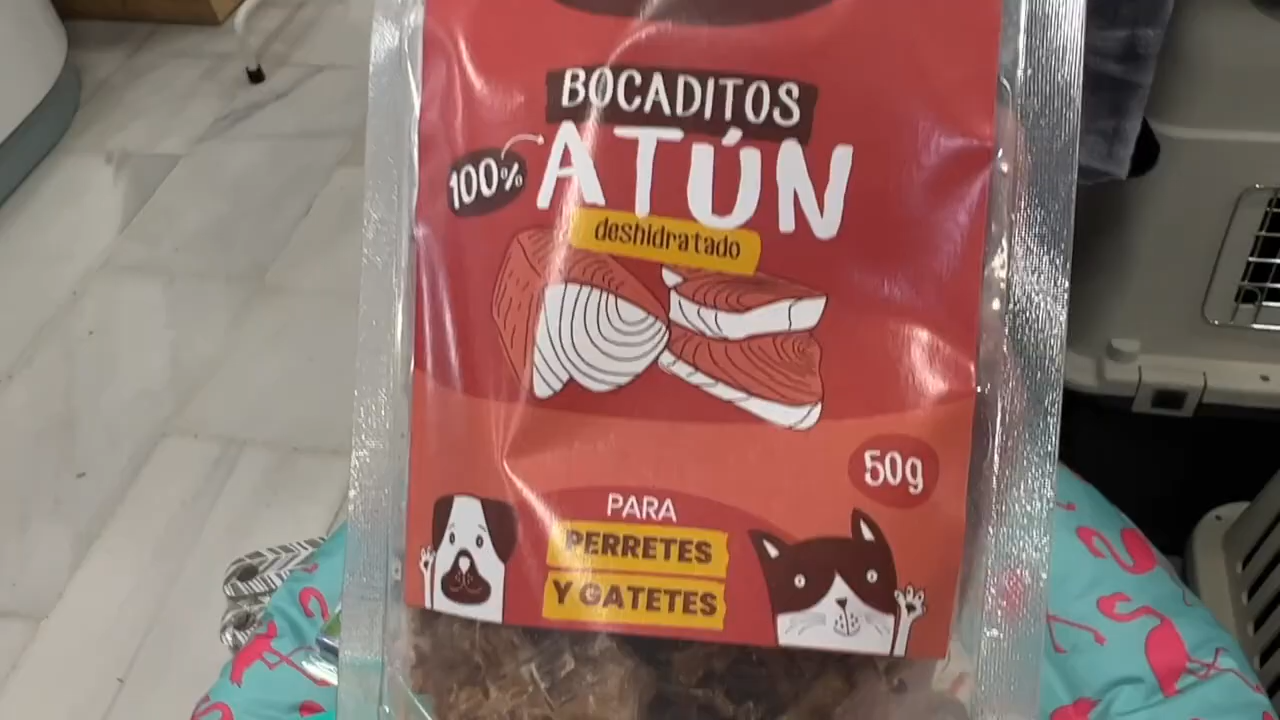 BOCADITOS
100% ATÚN
deshidratado
50g
PARA
PERRETES
Y GATETES